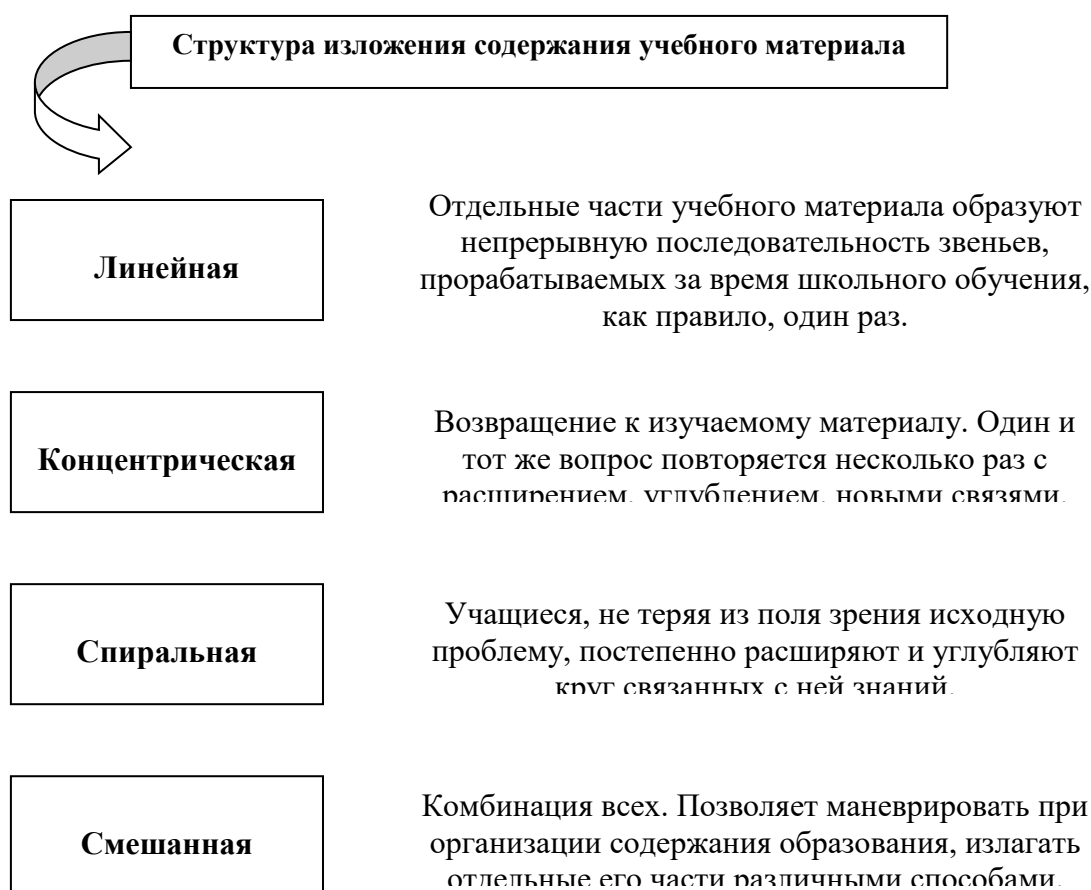 Структура изложения содержания учебного материала
Линейная
Отдельные части учебного материала образуют
непрерывную последовательность звеньев,
прорабатываемых за время школьного обучения,
как правило, один раз.
Концентрическая
Возвращение к изучаемому материалу. Один и
тот же вопрос повторяется несколько раз с
расширением, углублением, новыми связями.
Спиральная
Учащиеся, не теряя из поля зрения исходную
проблему, постепенно расширяют и углубляют
круг связанных с ней знаний.
Смешанная
Комбинация всех. Позволяет маневрировать при
организации содержания образования, излагать
отдельные его части различными способами.